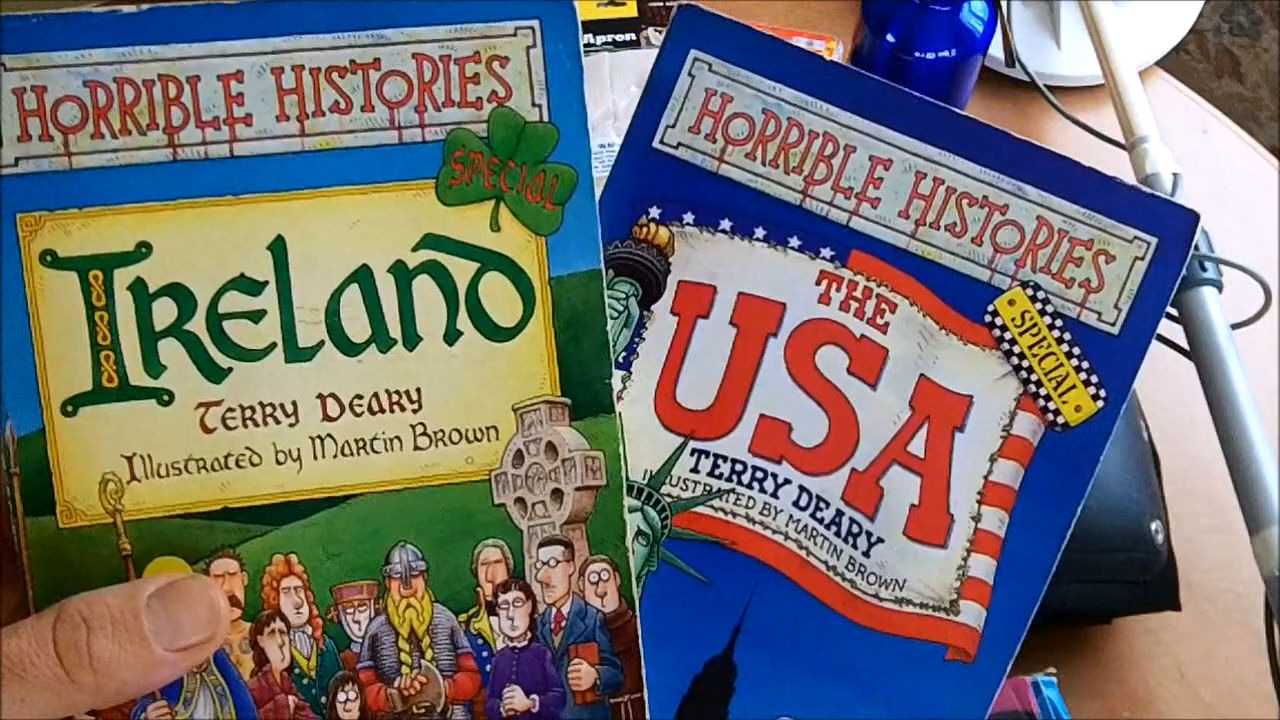 HORRIBLE HISTORIES
SPECIAL
IRELAND
TERRY DEARY
Illustrated by Martin Brown
Apron
HORRIBLE HISTORIES
SPECIAL
THE
USA
TERRY DEARY
ILLUSTRATED BY MARTIN BROWN